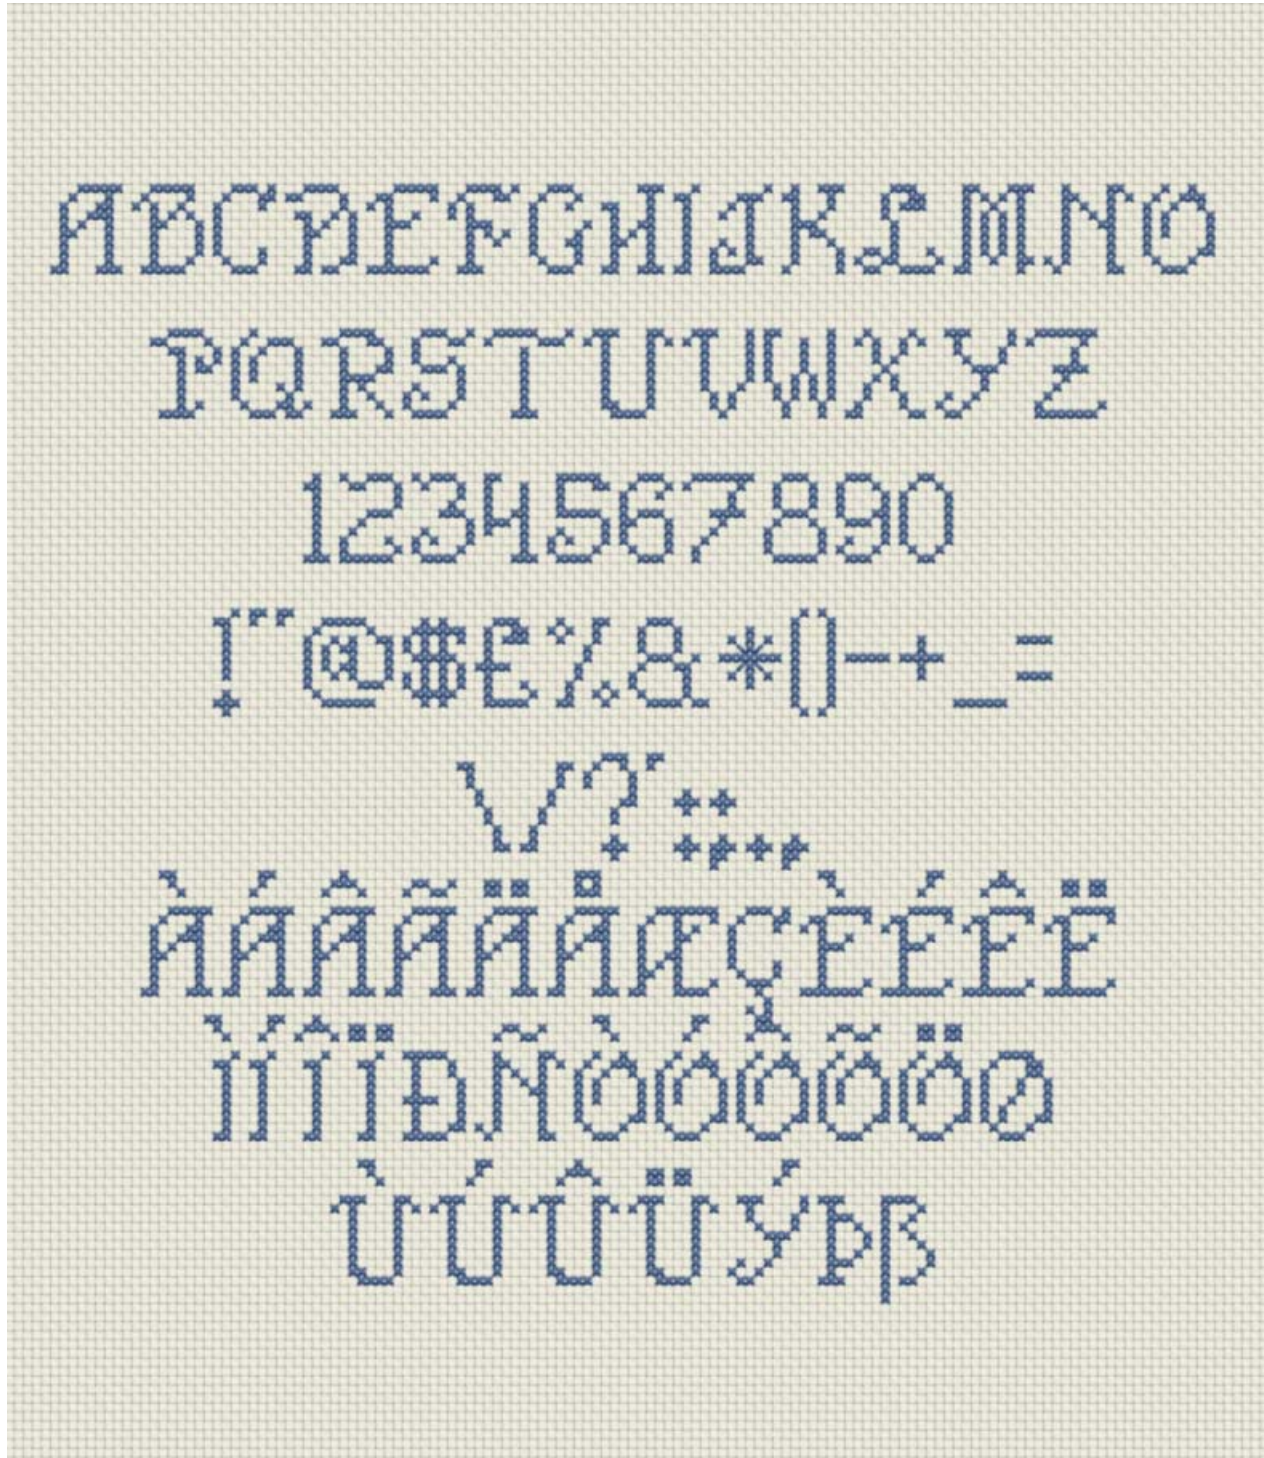 ABCDEFGHIJKLMNO
PQRSTUVWXYZ
1234567890
!"@$£%&*()-+_=
\/?':;.,
ÀÁÂÃÄÅÆÇÈÉÊË
ÌÍÎÏÐÑÒÓÔÕÖØ
ÙÚÛÜÝÞß